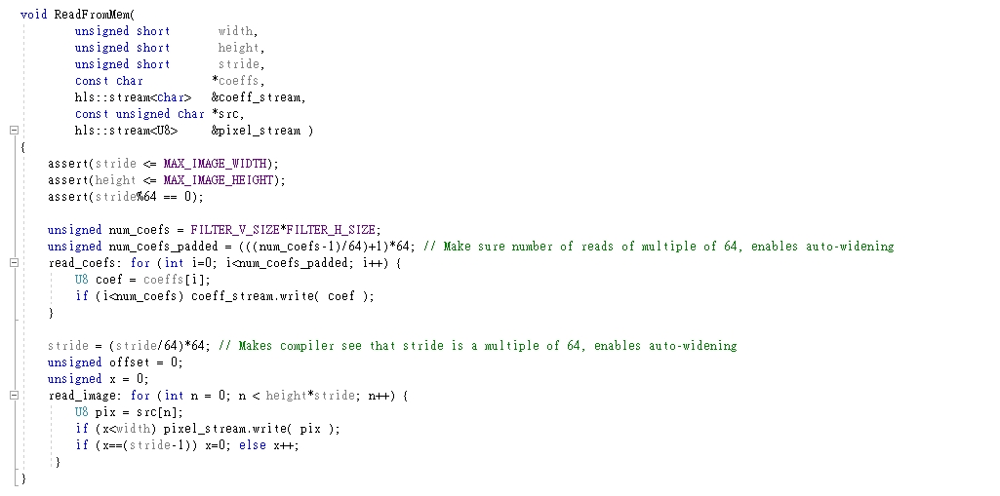 void ReadFromMem(
        unsigned short       width,
        unsigned short       height,
        unsigned short       stride,
        const char          *coeffs,
        hls::stream<char>   &coeff_stream,
        const unsigned char *src,
        hls::stream<U8>     &pixel_stream )
{
    assert(stride <= MAX_IMAGE_WIDTH);
    assert(height <= MAX_IMAGE_HEIGHT);
    assert(stride%64 == 0);

    unsigned num_coefs = FILTER_V_SIZE*FILTER_H_SIZE;
    unsigned num_coefs_padded = (((num_coefs-1)/64)+1)*64; // Make sure number of reads of multiple of 64, enables auto-widening
    read_coefs: for (int i=0; i<num_coefs_padded; i++) {
        U8 coef = coeffs[i];
        if (i<num_coefs) coeff_stream.write( coef );
    }

    stride = (stride/64)*64; // Makes compiler see that stride is a multiple of 64, enables auto-widening
    unsigned offset = 0;
    unsigned x = 0;
    read_image: for (int n = 0; n < height*stride; n++) {
        U8 pix = src[n];
        if (x<width) pixel_stream.write( pix );
        if (x==(stride-1)) x=0; else x++;
     }
}